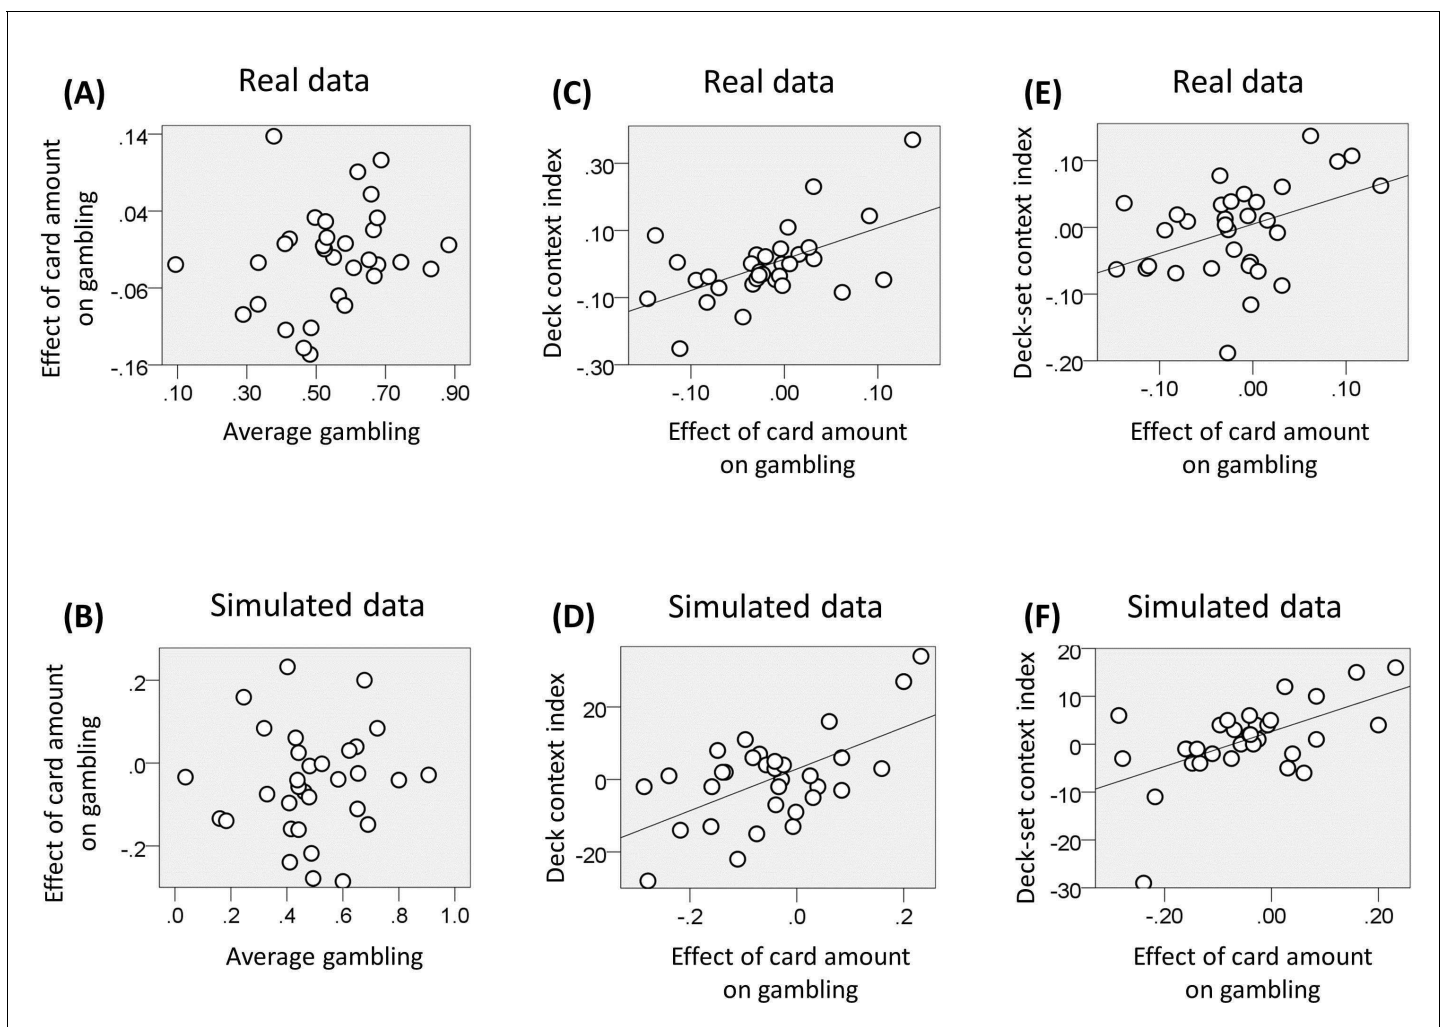 (A)
Real data
Effect of card amount
on gambling
.14
.04
-.06
-.16
.10 .30 .50 .70 .90
Average gambling
(C)
Real data
Deck context index
.30
.10
-.10
-.30
-.10 .00 .10
Effect of card amount
on gambling
(E)
Real data
Deck-set context index
.10
.00
-.10
-.20
-.10 .00 .10
Effect of card amount
on gambling
(B)
Simulated data
Effect of card amount
on gambling
.2
.0
-.2
.0 .2 .4 .6 .8 1.0
Average gambling
(D)
Simulated data
Deck context index
20
0
-20
-.2 .0 .2
Effect of card amount
on gambling
(F)
Simulated data
Deck-set context index
20
10
0
-10
-20
-30
-.20 .00 .20
Effect of card amount
on gambling